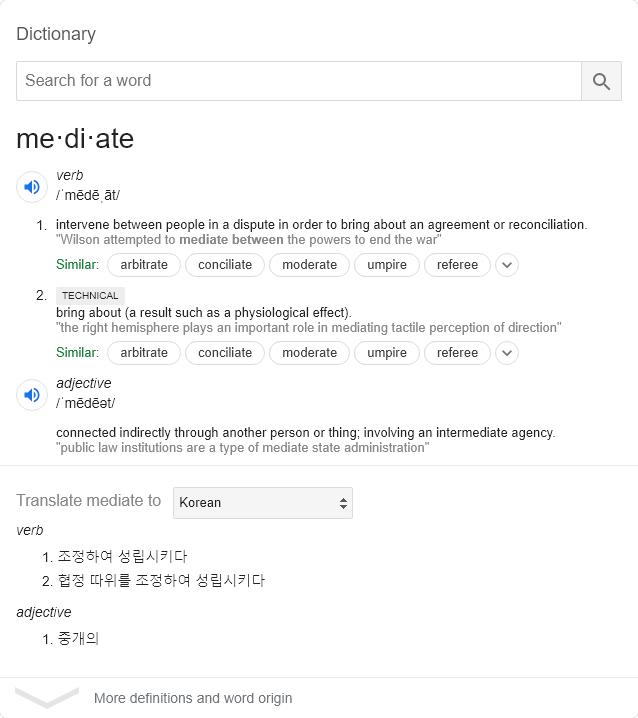 Dictionary
Search for a word
me·di·ate
verb
/ˈmēdēˌāt/
1. intervene between people in a dispute in order to bring about an agreement or reconciliation.
"Wilson attempted to mediate between the powers to end the war"
Similar: arbitrate conciliate moderate umpire referee
2. TECHNICAL
bring about (a result such as a physiological effect).
"the right hemisphere plays an important role in mediating tactile perception of direction"
Similar: arbitrate conciliate moderate umpire referee
adjective
/ˈmēdēət/
connected indirectly through another person or thing; involving an intermediate agency.
"public law institutions are a type of mediate state administration"
Translate mediate to Korean
verb
1. 조정하여 성립시키다
2. 협정 따위를 조정하여 성립시키다
adjective
1. 중개의
More definitions and word origin